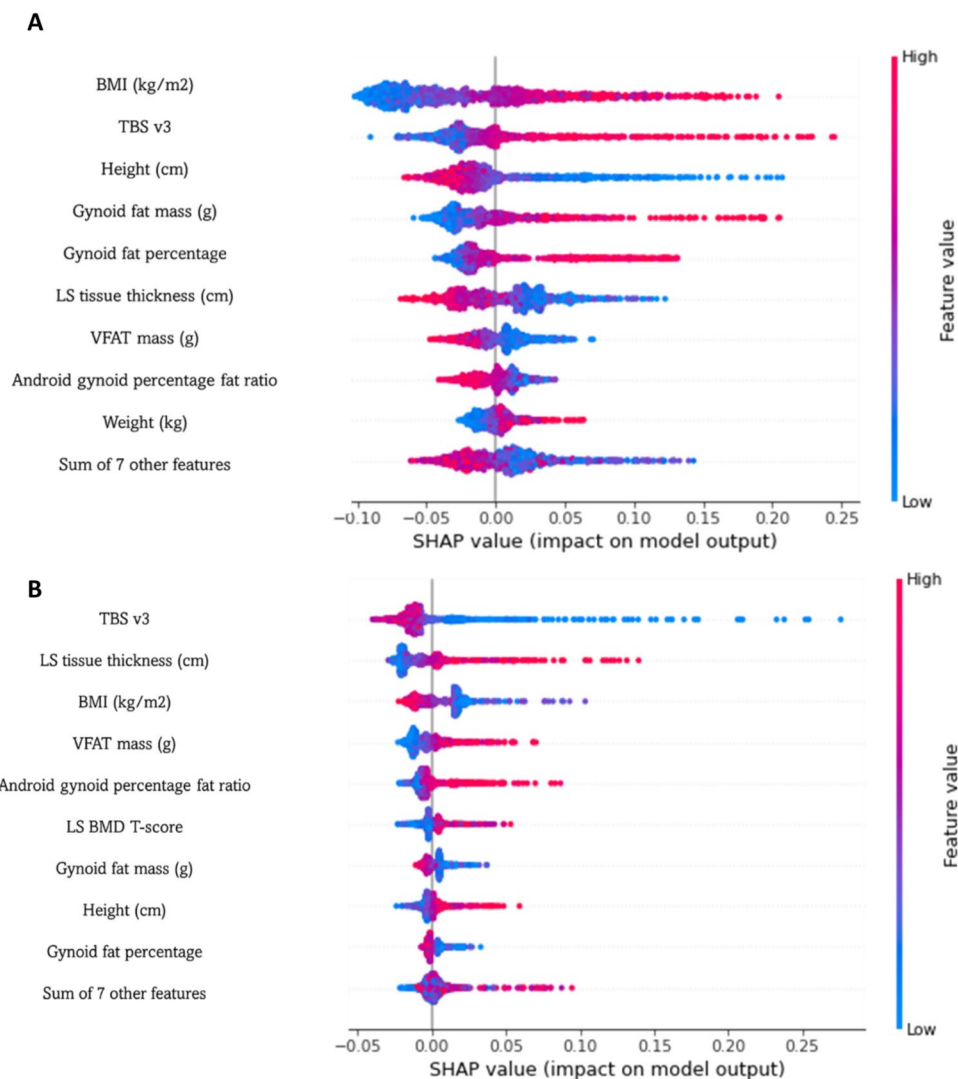 A
High
BMI (kg/m2)
TBS v3
Height (cm)
Gynoid fat mass (g)
Gynoid fat percentage
LS tissue thickness (cm)
VFAT mass (g)
Android gynoid percentage fat ratio
Weight (kg)
Sum of 7 other features
Feature value
Low
−0.10 −0.05 0.00 0.05 0.10 0.15 0.20 0.25
SHAP value (impact on model output)
B
High
TBS v3
LS tissue thickness (cm)
BMI (kg/m2)
VFAT mass (g)
Android gynoid percentage fat ratio
LS BMD T-score
Gynoid fat mass (g)
Height (cm)
Gynoid fat percentage
Sum of 7 other features
Feature value
Low
−0.05 0.00 0.05 0.10 0.15 0.20 0.25
SHAP value (impact on model output)